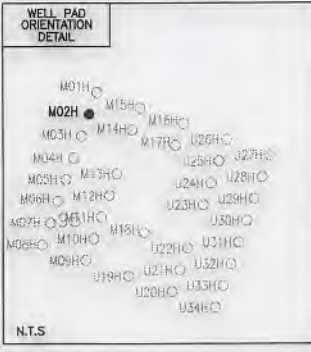 WELL PAD
ORIENTATION
DETAIL
M01H
M02H M15H
M16H
M03H M14H
M17H U26H
M04H U25H U27H
M05H M13H
U24H U28H
M06H M12H
U23H U29H
M07H M11H
U30H
M08H M10H M18H
U22H U31H
M09H
U19H U21H U32H
U20H U33H
U34H
N.T.S